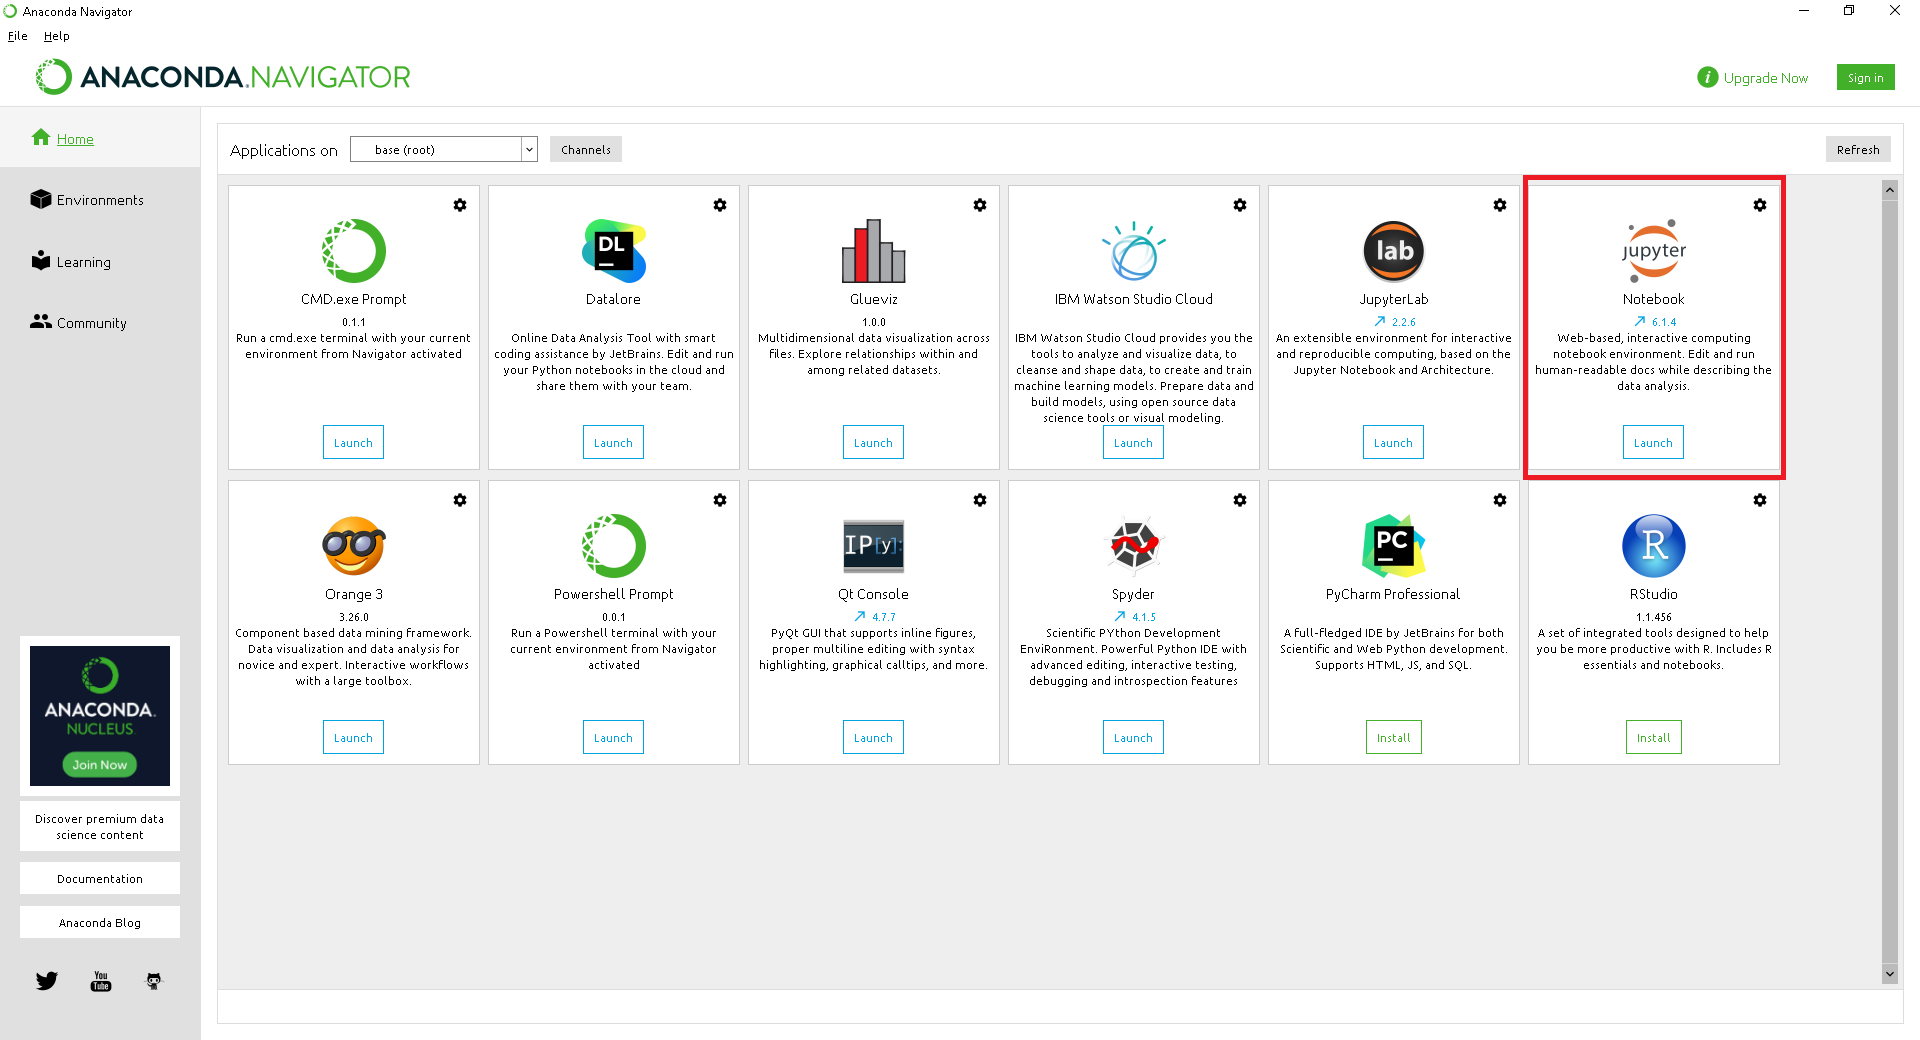 Anaconda Navigator
File Help
ANACONDA.NAVIGATOR
i Upgrade Now
Sign in
Home
Environments
Learning
Community
Applications on
base (root)
Channels
Refresh
CMD.exe Prompt
0.1.1
Run a cmd.exe terminal with your current
environment from Navigator activated
Launch
DL
Datalore
Online Data Analysis Tool with smart
coding assistance by JetBrains. Edit and run
your Python notebooks in the cloud and
share them with your team.
Launch
Glueviz
1.0.0
Multidimensional data visualization across
files. Explore relationships within and
among related datasets.
Launch
IBM Watson Studio Cloud
IBM Watson Studio Cloud provides you the
tools to analyze and visualize data, to
cleanse and shape data, to create and train
machine learning models. Prepare data and
build models, using open source data
science tools or visual modeling.
Launch
lab
JupyterLab
2.2.6
An extensible environment for interactive
and reproducible computing, based on the
Jupyter Notebook and Architecture.
Launch
jupyter
Notebook
6.1.4
Web-based, interactive computing
notebook environment. Edit and run
human-readable docs while describing the
data analysis.
Launch
Orange 3
3.26.0
Component based data mining framework.
Data visualization and data analysis for
novice and expert. Interactive workflows
with a large toolbox.
Launch
Powershell Prompt
0.0.1
Run a Powershell terminal with your
current environment from Navigator
activated
Launch
IP[y]:
Qt Console
4.7.7
PyQt GUI that supports inline figures,
proper multiline editing with syntax
highlighting, graphical calltips, and more.
Launch
Spyder
4.1.5
Scientific PYthon Development
EnviRonment. Powerful Python IDE with
advanced editing, interactive testing,
debugging and introspection features
Launch
PC
PyCharm Professional
A full-fledged IDE by JetBrains for both
Scientific and Web Python development.
Supports HTML, JS, and SQL.
Install
R
RStudio
1.1.456
A set of integrated tools designed to help
you be more productive with R. Includes R
essentials and notebooks.
Install
ANACONDA.
NUCLEUS
Join Now
Discover premium data
science content
Documentation
Anaconda Blog
You
Tube